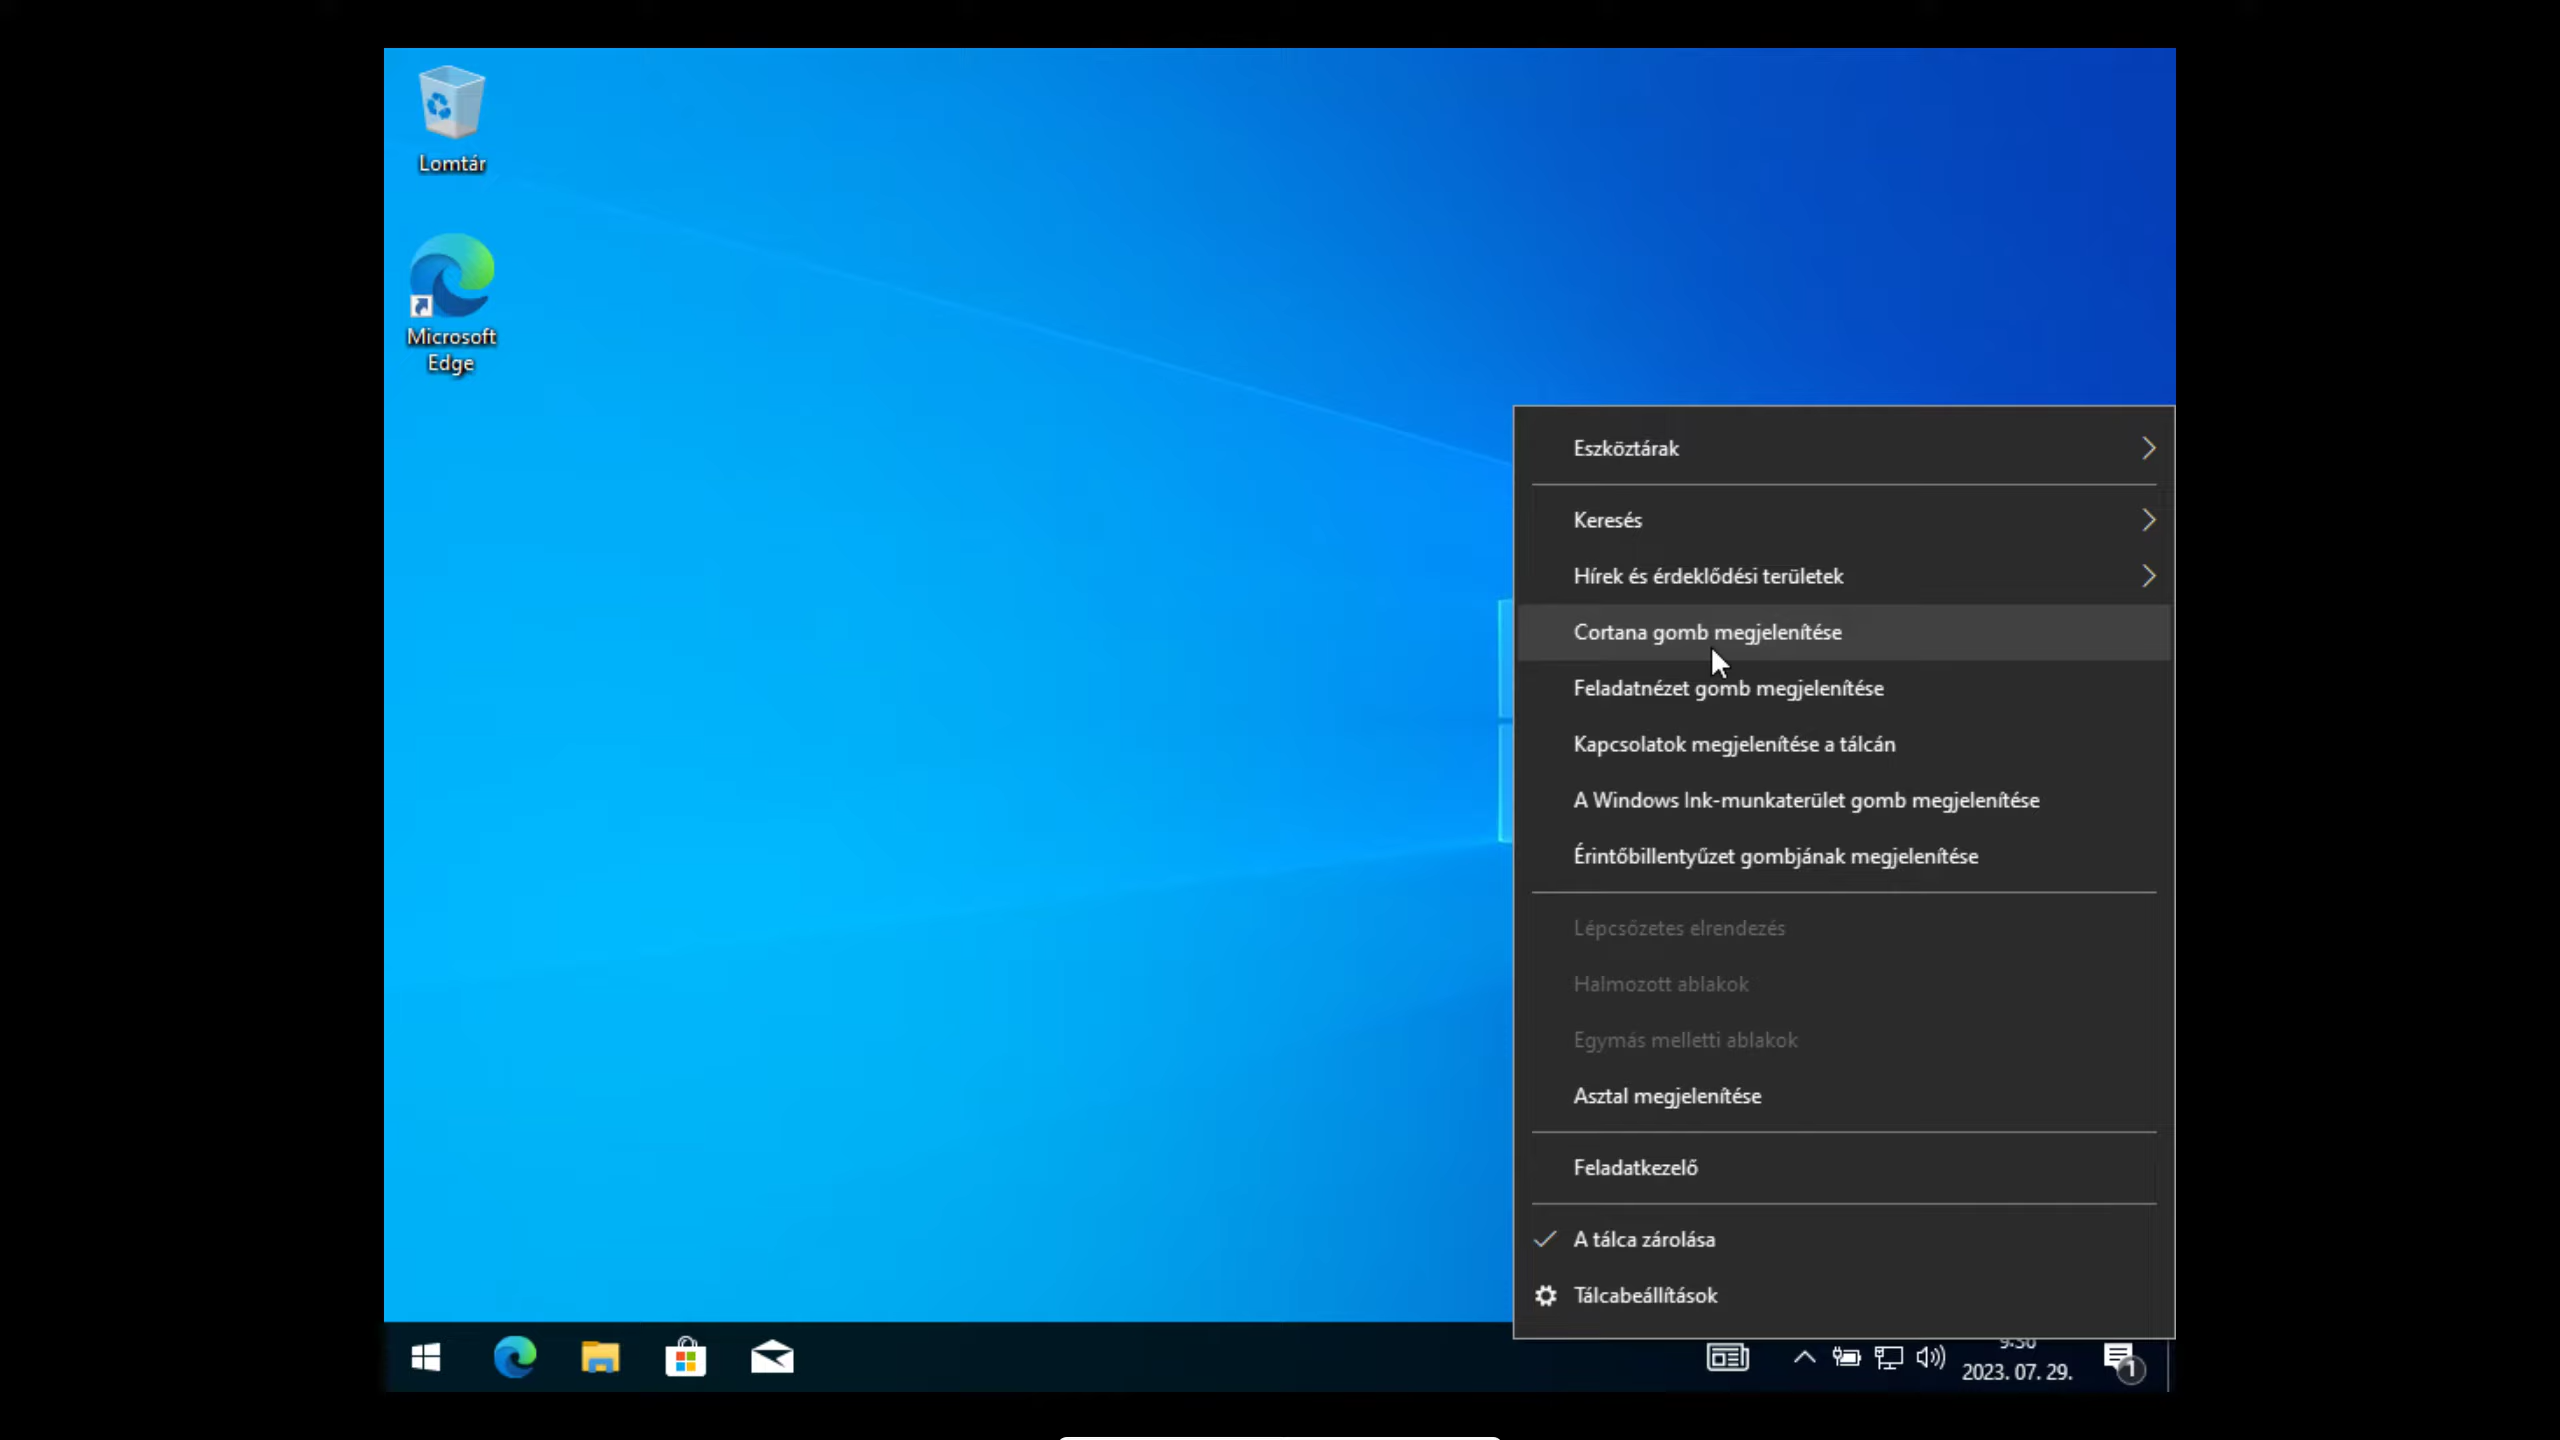 Lomtár
Microsoft
Edge
Eszköztárak
Keresés
Hírek és érdeklődési területek
Cortana gomb megjelenítése
Feladatnézet gomb megjelenítése
Kapcsolatok megjelenítése a tálcán
A Windows Ink-munkaterület gomb megjelenítése
Érintőbillentyűzet gombjának megjelenítése
Lépcsőzetes elrendezés
Halmozott ablakok
Egymás melletti ablakok
Asztal megjelenítése
Feladatkezelő
A tálca zárolása
Tálcabeállítások
2023. 07. 29.
1